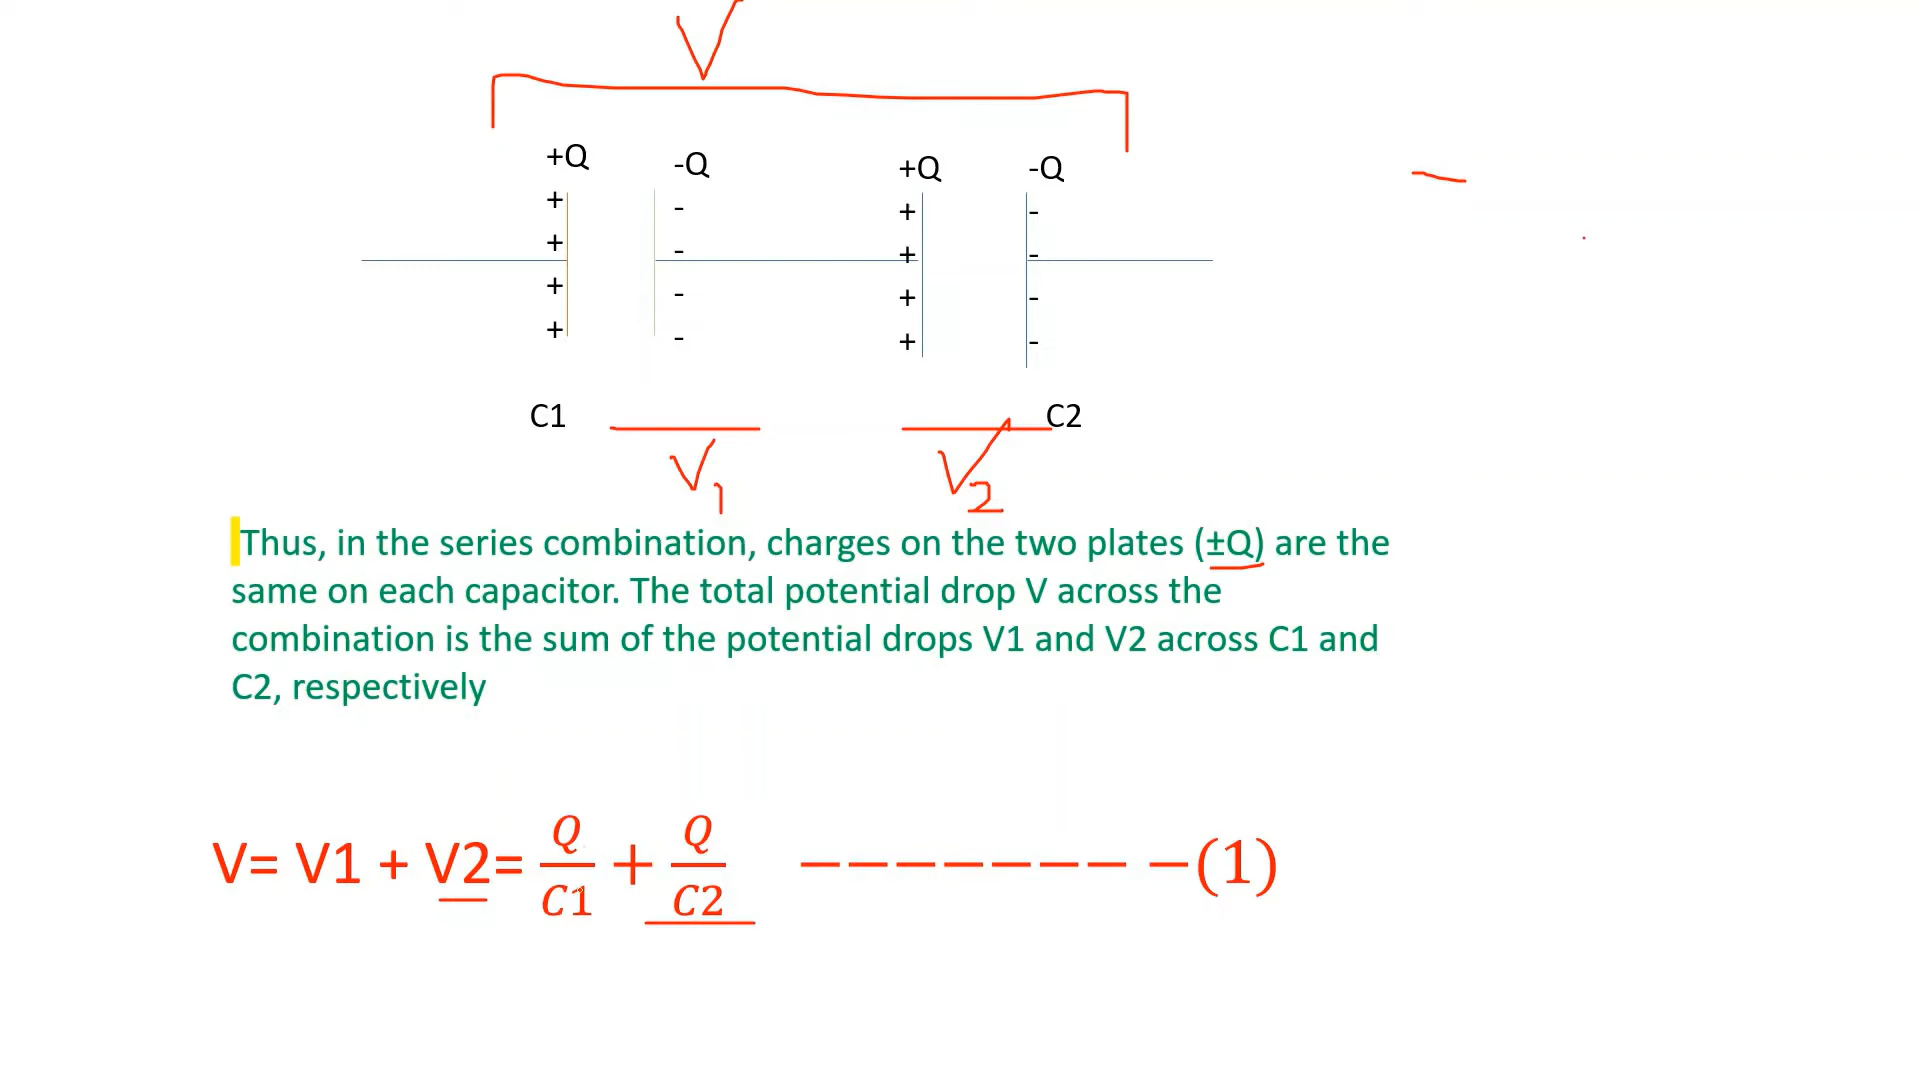 V
+Q -Q +Q -Q
+ - + -
+ - + -
+ - + -
+ - + -
C1 C2
V1 V2
Thus, in the series combination, charges on the two plates (±Q) are the
same on each capacitor. The total potential drop V across the
combination is the sum of the potential drops V1 and V2 across C1 and
C2, respectively
V= V1 + V2= Q/C1 + Q/C2 – – – – – – – –(1)